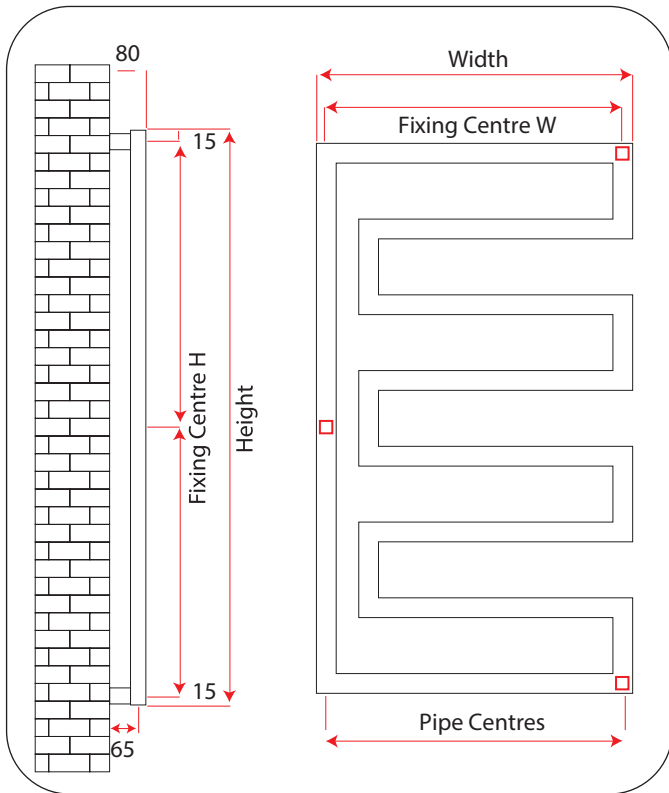 80
Width
Fixing Centre W
15
Fixing Centre H
Height
15
65
Pipe Centres